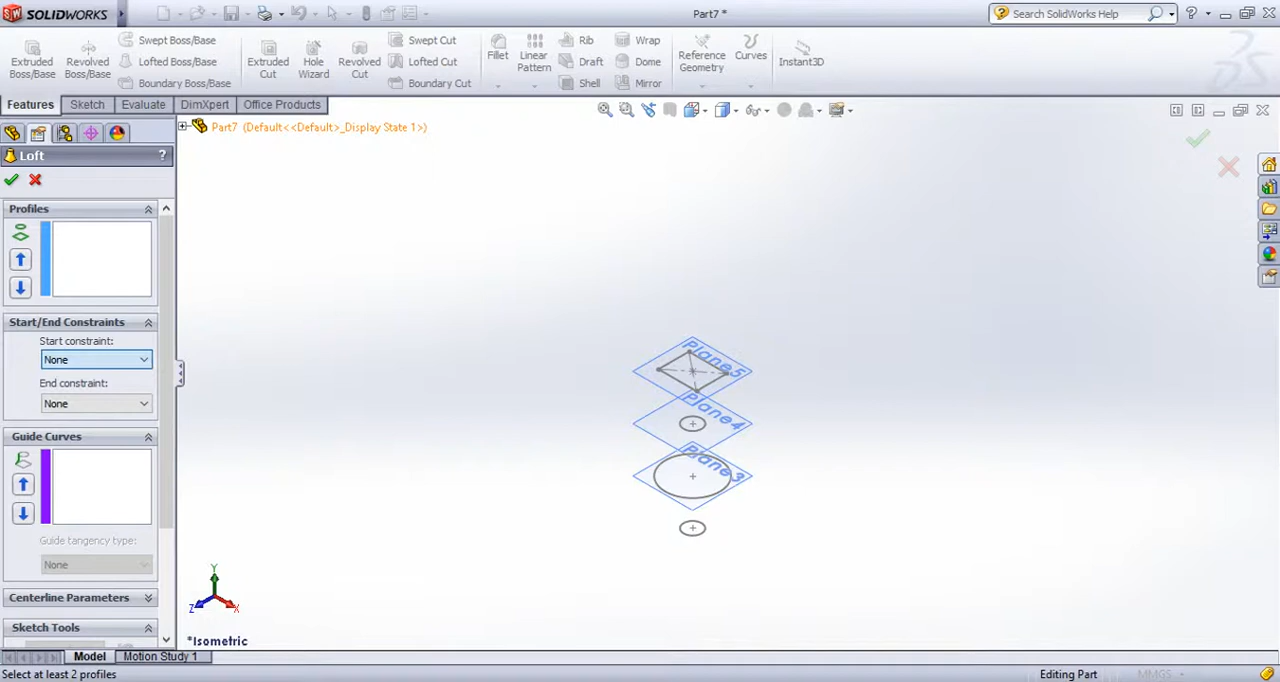 SW SOLIDWORKS
Part7 *
Search SolidWorks Help
?
Extruded Boss/Base
Revolved Boss/Base
Swept Boss/Base
Lofted Boss/Base
Boundary Boss/Base
Extruded Cut
Hole Wizard
Revolved Cut
Swept Cut
Lofted Cut
Boundary Cut
Fillet
Linear Pattern
Rib
Draft
Shell
Wrap
Dome
Mirror
Reference Geometry
Curves
Instant3D
Features
Sketch
Evaluate
DimXpert
Office Products
Part7 (Default<<Default>_Display State 1>)
Loft
?
Profiles
Start/End Constraints
Start constraint:
None
End constraint:
None
Guide Curves
Guide tangency type:
None
Centerline Parameters
Sketch Tools
Plane5
Plane4
Plane3
Y
Z
X
*Isometric
Model
Motion Study 1
Select at least 2 profiles
Editing Part
MMGS